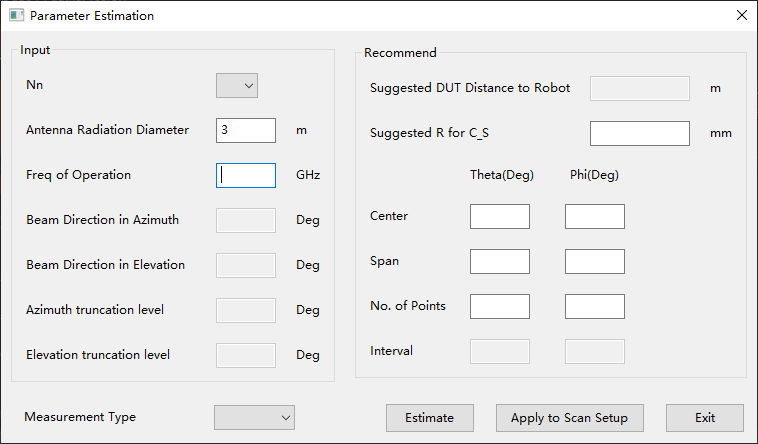 Parameter Estimation
Input
Nn
Antenna Radiation Diameter 3 m
Freq of Operation GHz
Beam Direction in Azimuth Deg
Beam Direction in Elevation Deg
Azimuth truncation level Deg
Elevation truncation level Deg
Measurement Type
Recommend
Suggested DUT Distance to Robot m
Suggested R for C_S mm
Theta(Deg) Phi(Deg)
Center
Span
No. of Points
Interval
Estimate Apply to Scan Setup Exit